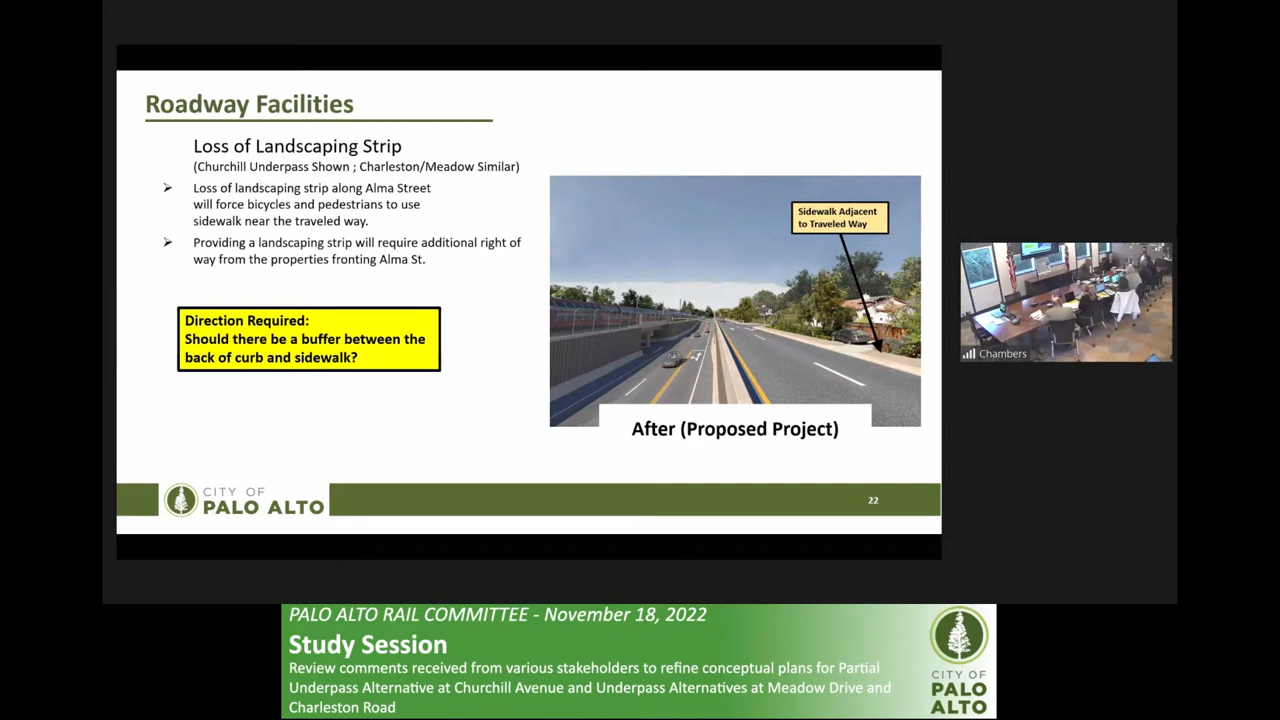 Roadway Facilities
Loss of Landscaping Strip
(Churchill Underpass Shown ; Charleston/Meadow Similar)
Loss of landscaping strip along Alma Street
will force bicycles and pedestrians to use
sidewalk near the traveled way.
Providing a landscaping strip will require additional right of
way from the properties fronting Alma St.
Direction Required:
Should there be a buffer between the
back of curb and sidewalk?
Sidewalk Adjacent
to Traveled Way
After (Proposed Project)
CITY OF
PALO ALTO
22
Chambers
PALO ALTO RAIL COMMITTEE - November 18, 2022
Study Session
Review comments received from various stakeholders to refine conceptual plans for Partial
Underpass Alternative at Churchill Avenue and Underpass Alternatives at Meadow Drive and
Charleston Road
CITY OF
PALO
ALTO